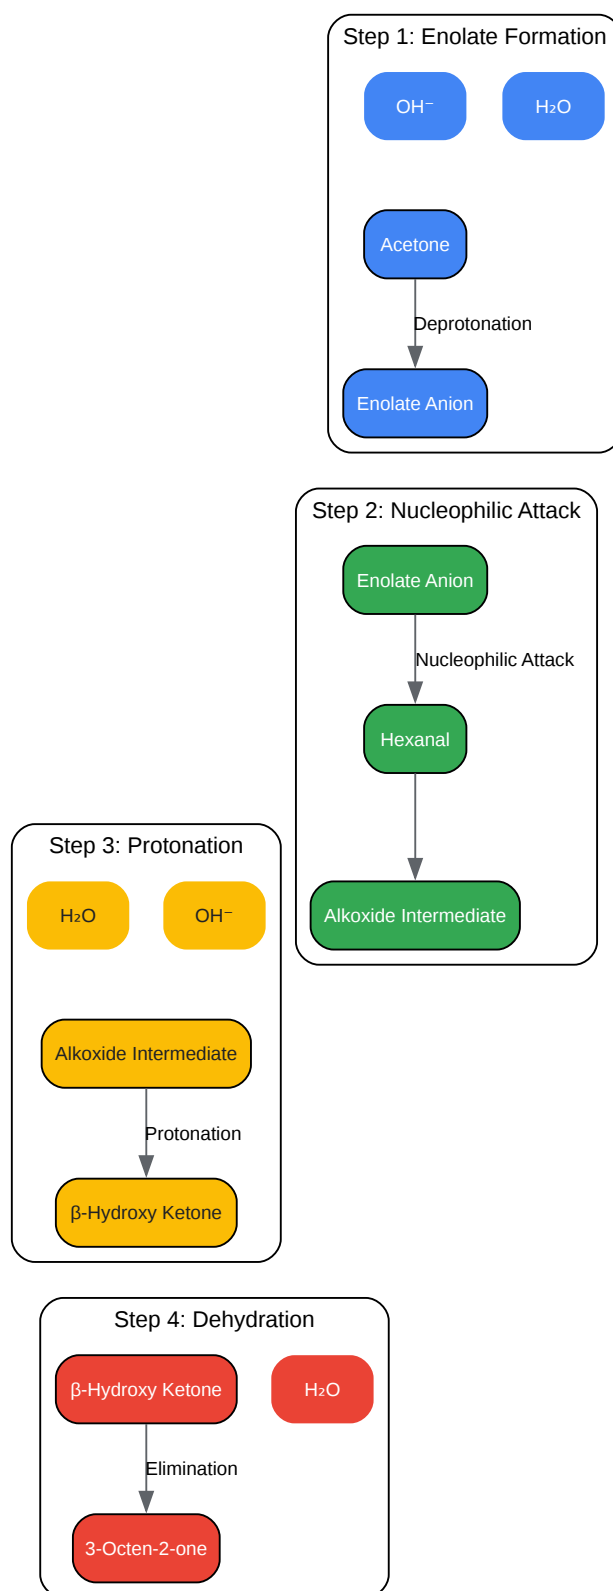 Step 1: Enolate Formation
OH⁻
H₂O
Acetone
Deprotonation
Enolate Anion
Step 2: Nucleophilic Attack
Enolate Anion
Nucleophilic Attack
Hexanal
Alkoxide Intermediate
Step 3: Protonation
H₂O
OH⁻
Alkoxide Intermediate
Protonation
β-Hydroxy Ketone
Step 4: Dehydration
β-Hydroxy Ketone
H₂O
Elimination
3-Octen-2-one